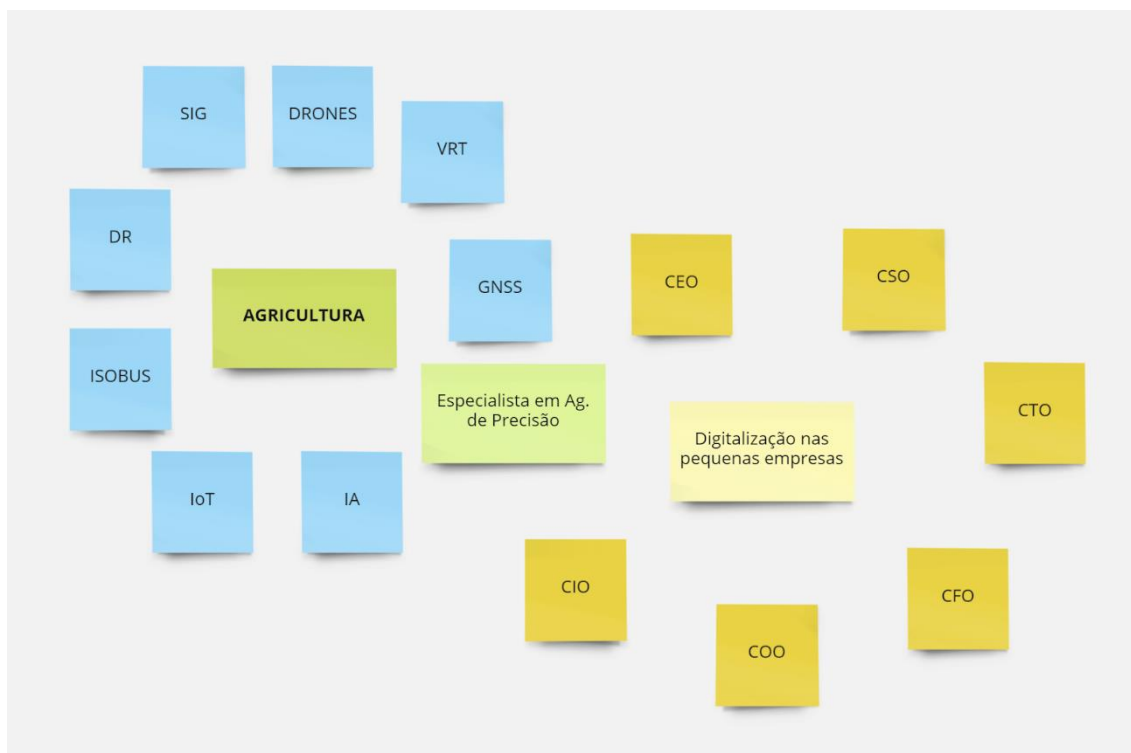 SIG
DRONES
VRT
DR
GNSS
CEO
CSO
AGRICULTURA
ISOBUS
Especialista em Ag.
de Precisão
CTO
Digitalização nas
pequenas empresas
IoT
IA
CIO
CFO
COO